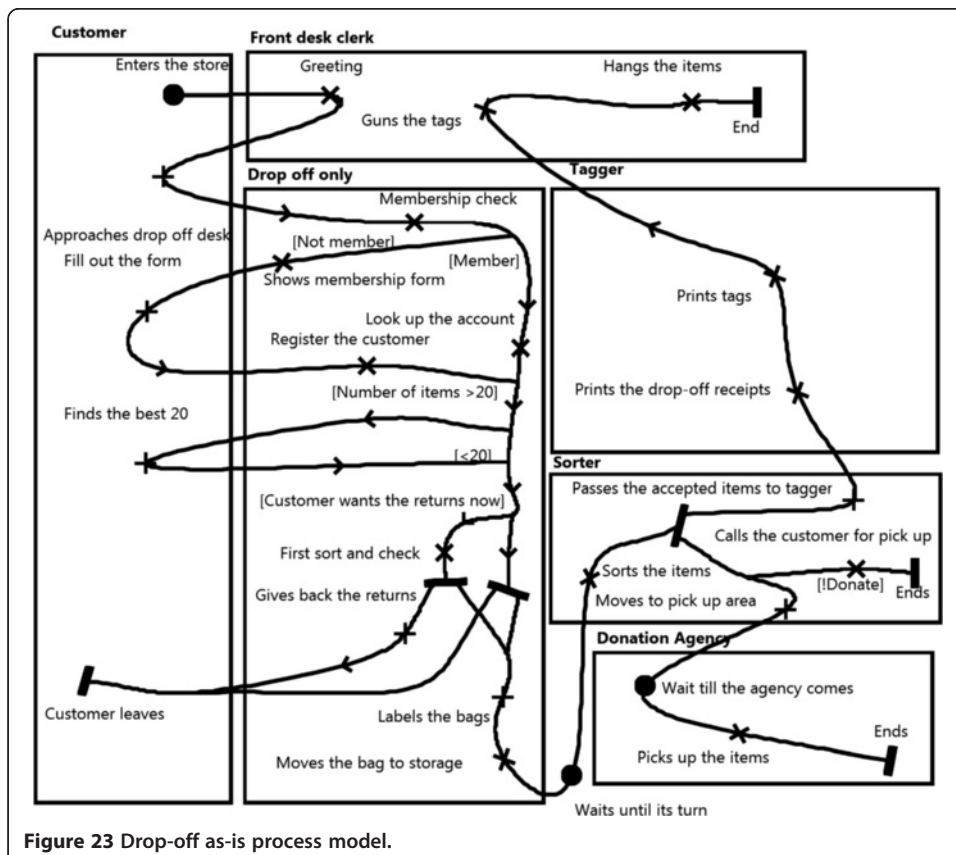 Customer
Front desk clerk
Enters the store
Greeting
Hangs the items
Guns the tags
End
Drop off only
Tagger
Membership check
Approaches drop off desk
[Not member]
Fill out the form
[Member]
Shows membership form
Prints tags
Look up the account
Register the customer
[Number of items >20]
Prints the drop-off receipts
Finds the best 20
[<20]
Sorter
[Customer wants the returns now]
Passes the accepted items to tagger
Calls the customer for pick up
First sort and check
Sorts the items
[!Donate]
Ends
Gives back the returns
Moves to pick up area
Donation Agency
Wait till the agency comes
Customer leaves
Labels the bags
Ends
Moves the bag to storage
Picks up the items
Waits until its turn
Figure 23 Drop-off as-is process model.